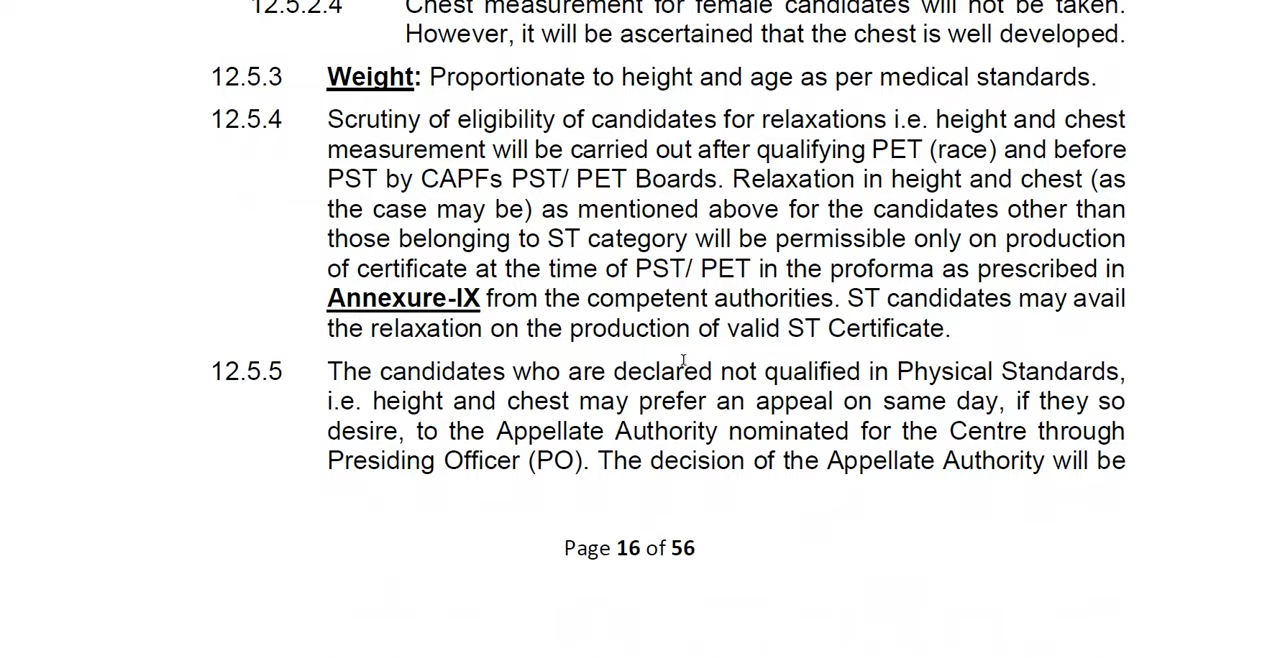 12.5.2.4 Chest measurement for female candidates will not be taken.
However, it will be ascertained that the chest is well developed.
12.5.3 Weight: Proportionate to height and age as per medical standards.
12.5.4 Scrutiny of eligibility of candidates for relaxations i.e. height and chest
measurement will be carried out after qualifying PET (race) and before
PST by CAPFs PST/ PET Boards. Relaxation in height and chest (as
the case may be) as mentioned above for the candidates other than
those belonging to ST category will be permissible only on production
of certificate at the time of PST/ PET in the proforma as prescribed in
Annexure-IX from the competent authorities. ST candidates may avail
the relaxation on the production of valid ST Certificate.
12.5.5 The candidates who are declared not qualified in Physical Standards,
i.e. height and chest may prefer an appeal on same day, if they so
desire, to the Appellate Authority nominated for the Centre through
Presiding Officer (PO). The decision of the Appellate Authority will be
Page 16 of 56